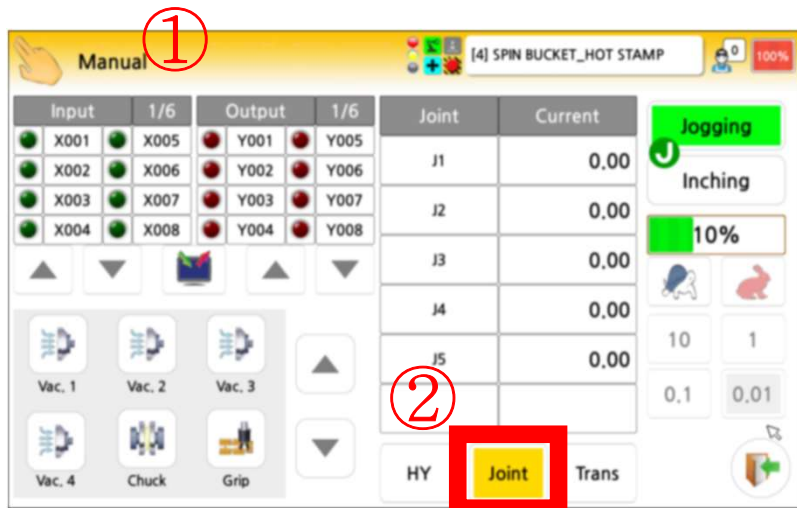 ①
Manual
[4] SPIN BUCKET_HOT STAMP
0
100%
Input 1/6 Output 1/6
X001 X005 Y001 Y005
X002 X006 Y002 Y006
X003 X007 Y003 Y007
X004 X008 Y004 Y008
Joint Current
J1 0.00
J2 0.00
J3 0.00
J4 0.00
J5 0.00
Jogging
J
Inching
10%
10 1
0.1 0.01
Vac. 1 Vac. 2 Vac. 3
Vac. 4 Chuck Grip
②
HY Joint Trans